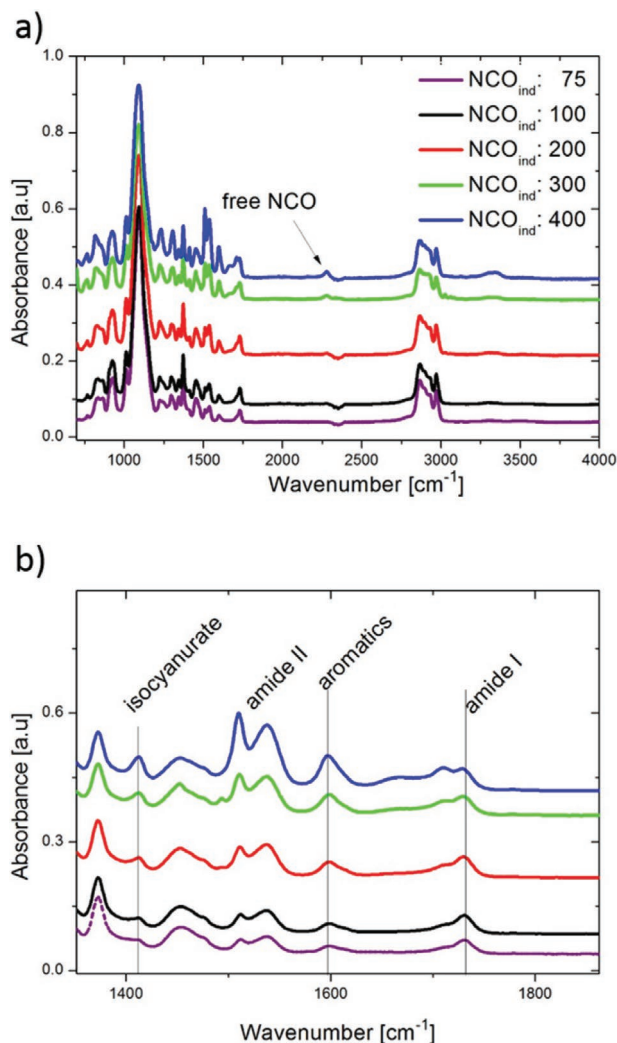 a)
1.0
0.8
0.6
0.4
0.2
0.0
Absorbance [a.u]
free NCO
NCOind: 75
NCOind: 100
NCOind: 200
NCOind: 300
NCOind: 400
1000 1500 2000 2500 3000 3500 4000
Wavenumber [cm-1]
b)
0.6
0.3
0.0
Absorbance [a.u]
isocyanurate
amide II
aromatics
amide I
1400 1600 1800
Wavenumber [cm-1]